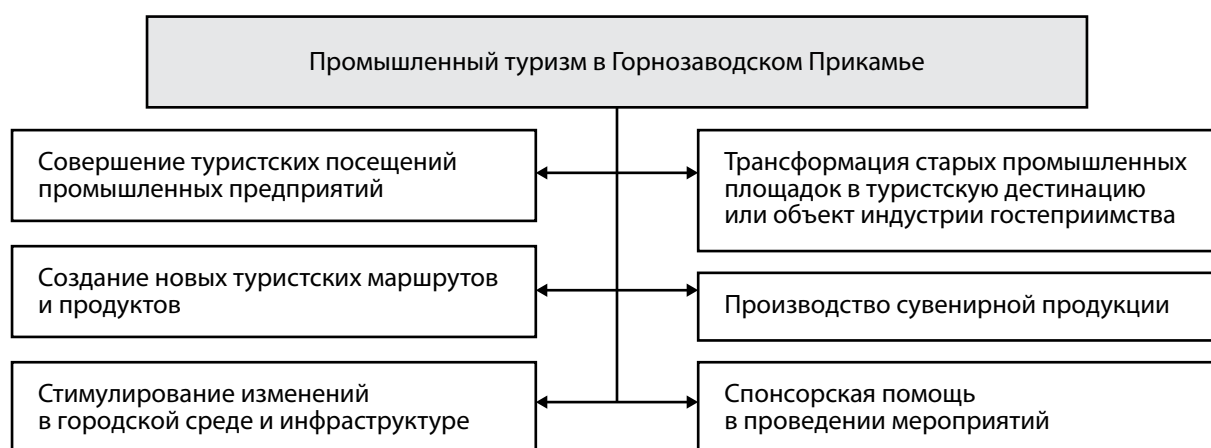 Промышленный туризм в Горнозаводском Прикамье
Совершение туристских посещений
промышленных предприятий
Трансформация старых промышленных
площадок в туристскую дестинацию
или объект индустрии гостеприимства
Создание новых туристских маршрутов
и продуктов
Производство сувенирной продукции
Стимулирование изменений
в городской среде и инфраструктуре
Спонсорская помощь
в проведении мероприятий